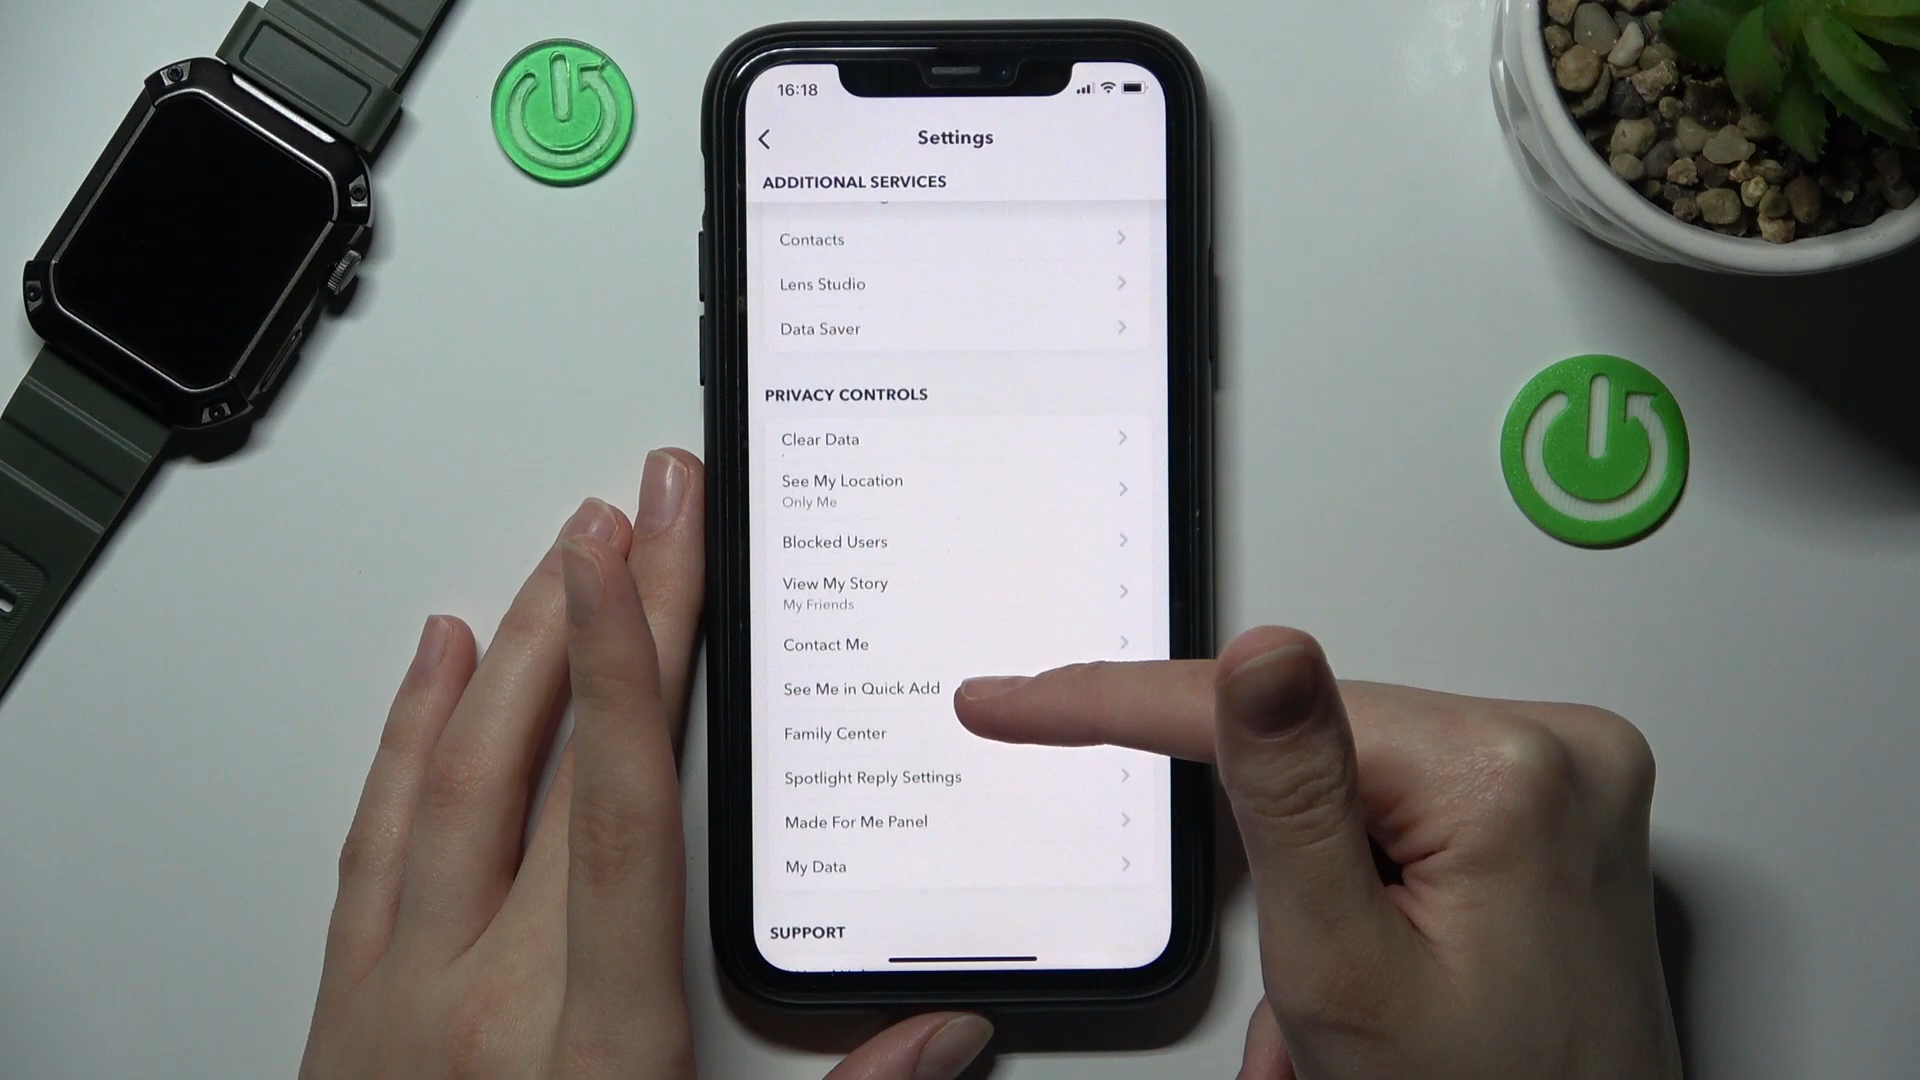 16:18
Settings
ADDITIONAL SERVICES
Contacts
Lens Studio
Data Saver
PRIVACY CONTROLS
Clear Data
See My Location
Only Me
Blocked Users
View My Story
My Friends
Contact Me
See Me in Quick Add
Family Center
Spotlight Reply Settings
Made For Me Panel
My Data
SUPPORT